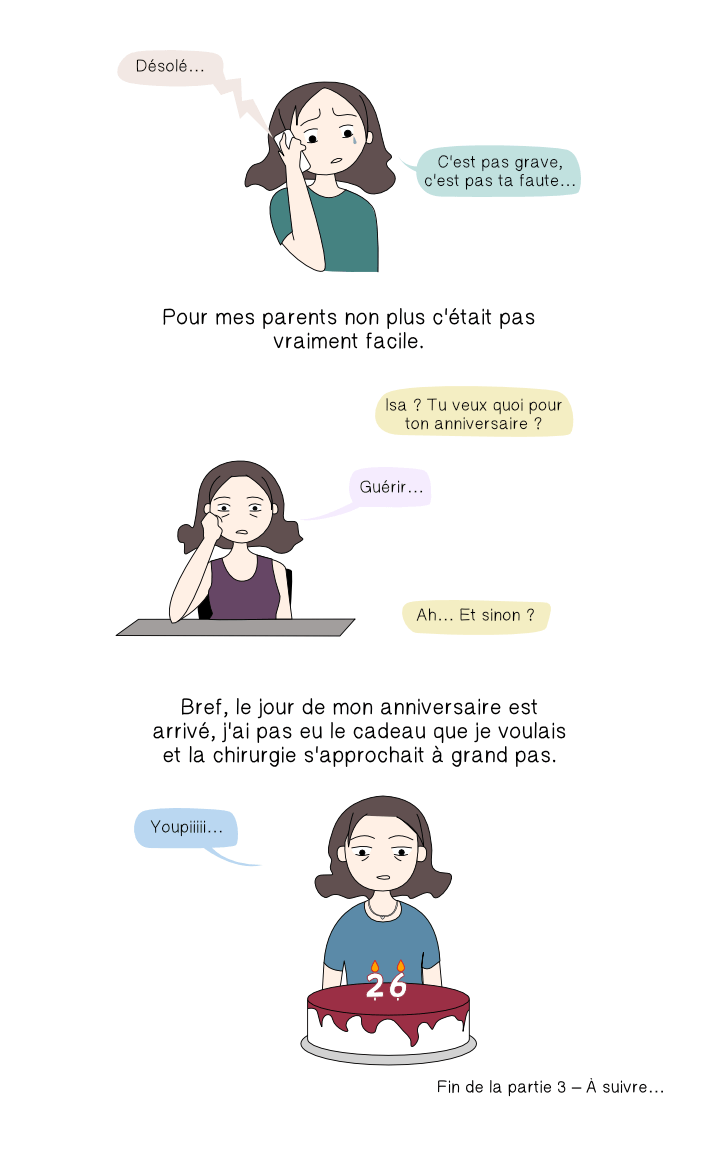 Désolé...
C'est pas grave,
c'est pas ta faute...
Pour mes parents non plus c'était pas
vraiment facile.
Isa ? Tu veux quoi pour
ton anniversaire ?
Guérir...
Ah... Et sinon ?
Bref, le jour de mon anniversaire est
arrivé, j'ai pas eu le cadeau que je voulais
et la chirurgie s'approchait à grand pas.
Youpiiiii...
26
Fin de la partie 3 – À suivre...